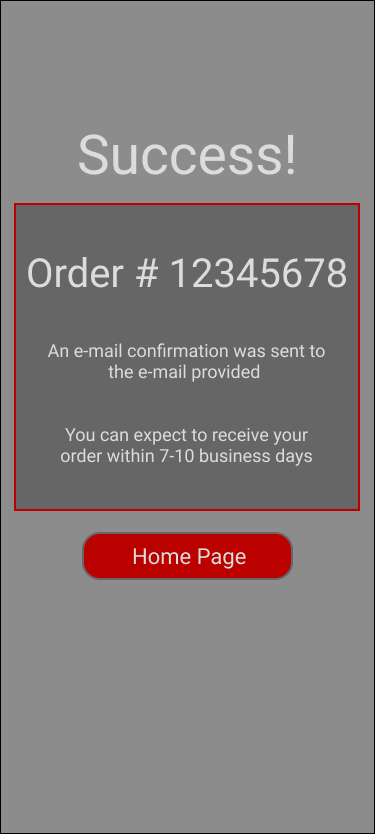 Success!
Order # 12345678
An e-mail confirmation was sent to
the e-mail provided
You can expect to receive your
order within 7-10 business days
Home Page